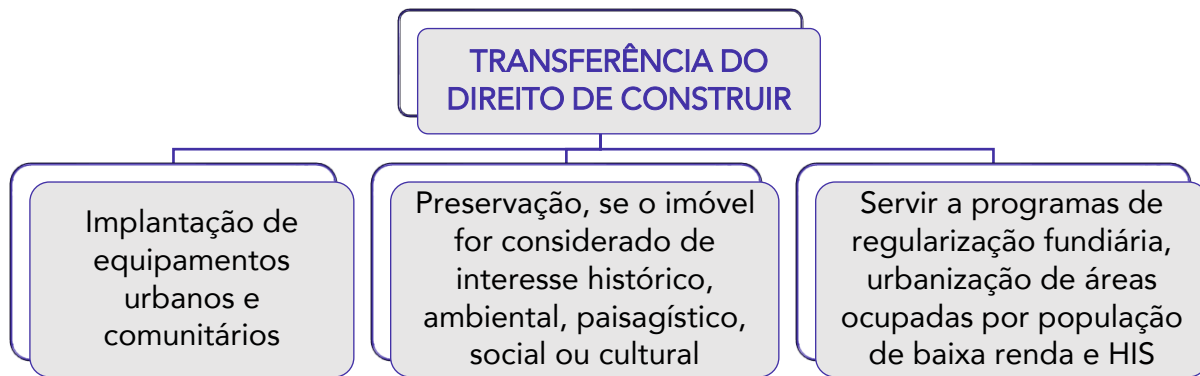 TRANSFERÊNCIA DO
DIREITO DE CONSTRUIR
Implantação de
equipamentos
urbanos e
comunitários
Preservação, se o imóvel
for considerado de
interesse histórico,
ambiental, paisagístico,
social ou cultural
Servir a programas de
regularização fundiária,
urbanização de áreas
ocupadas por população
de baixa renda e HIS